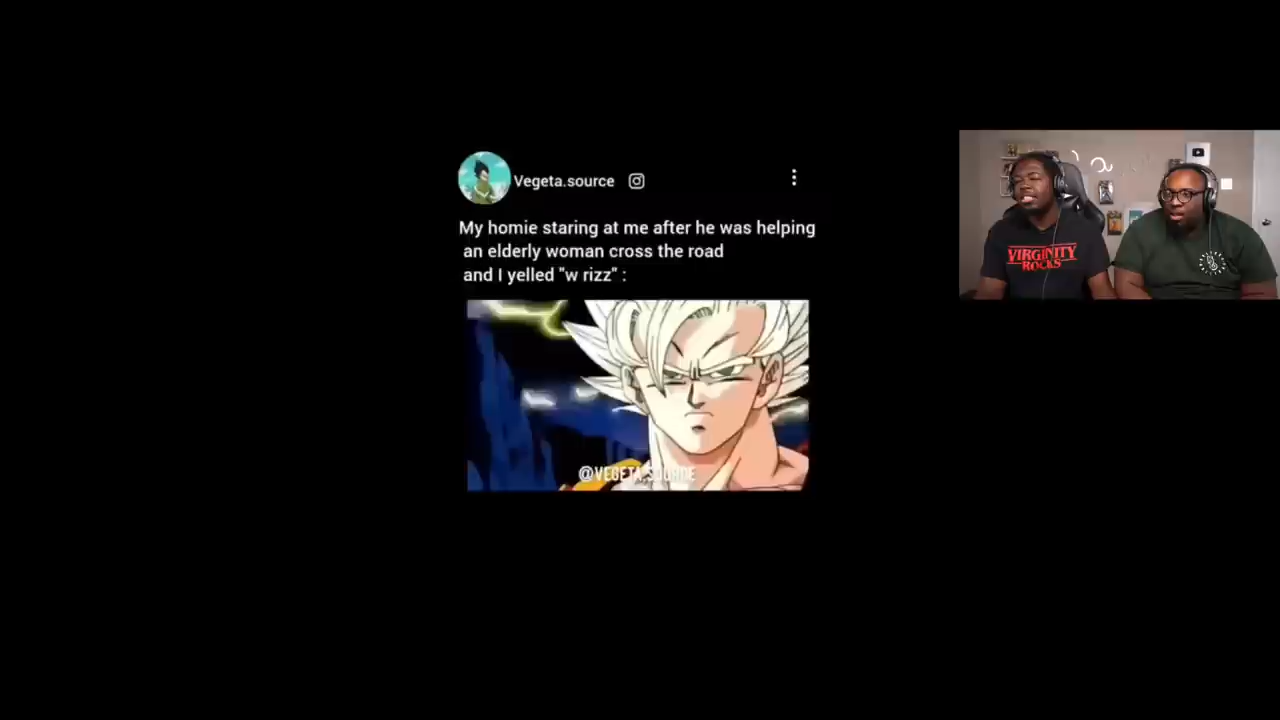 Vegeta.source
My homie staring at me after he was helping
an elderly woman cross the road
and I yelled "w rizz" :
@VEGETA.SOURCE
VIRGINITY
ROCKS